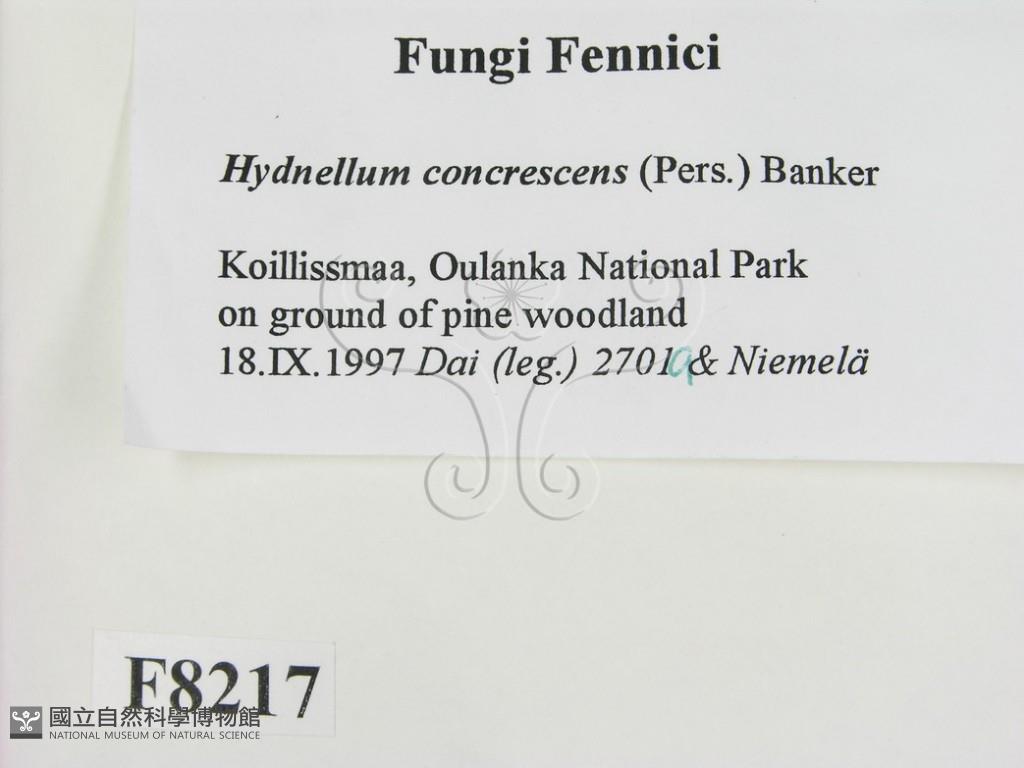 Fungi Fennici
Hydnellum concrescens (Pers.) Banker
Koillissmaa, Oulanka National Park
on ground of pine woodland
18.IX.1997 Dai (leg.) 2701a & Niemelä
F8217
國立自然科學博物館
NATIONAL MUSEUM OF NATURAL SCIENCE